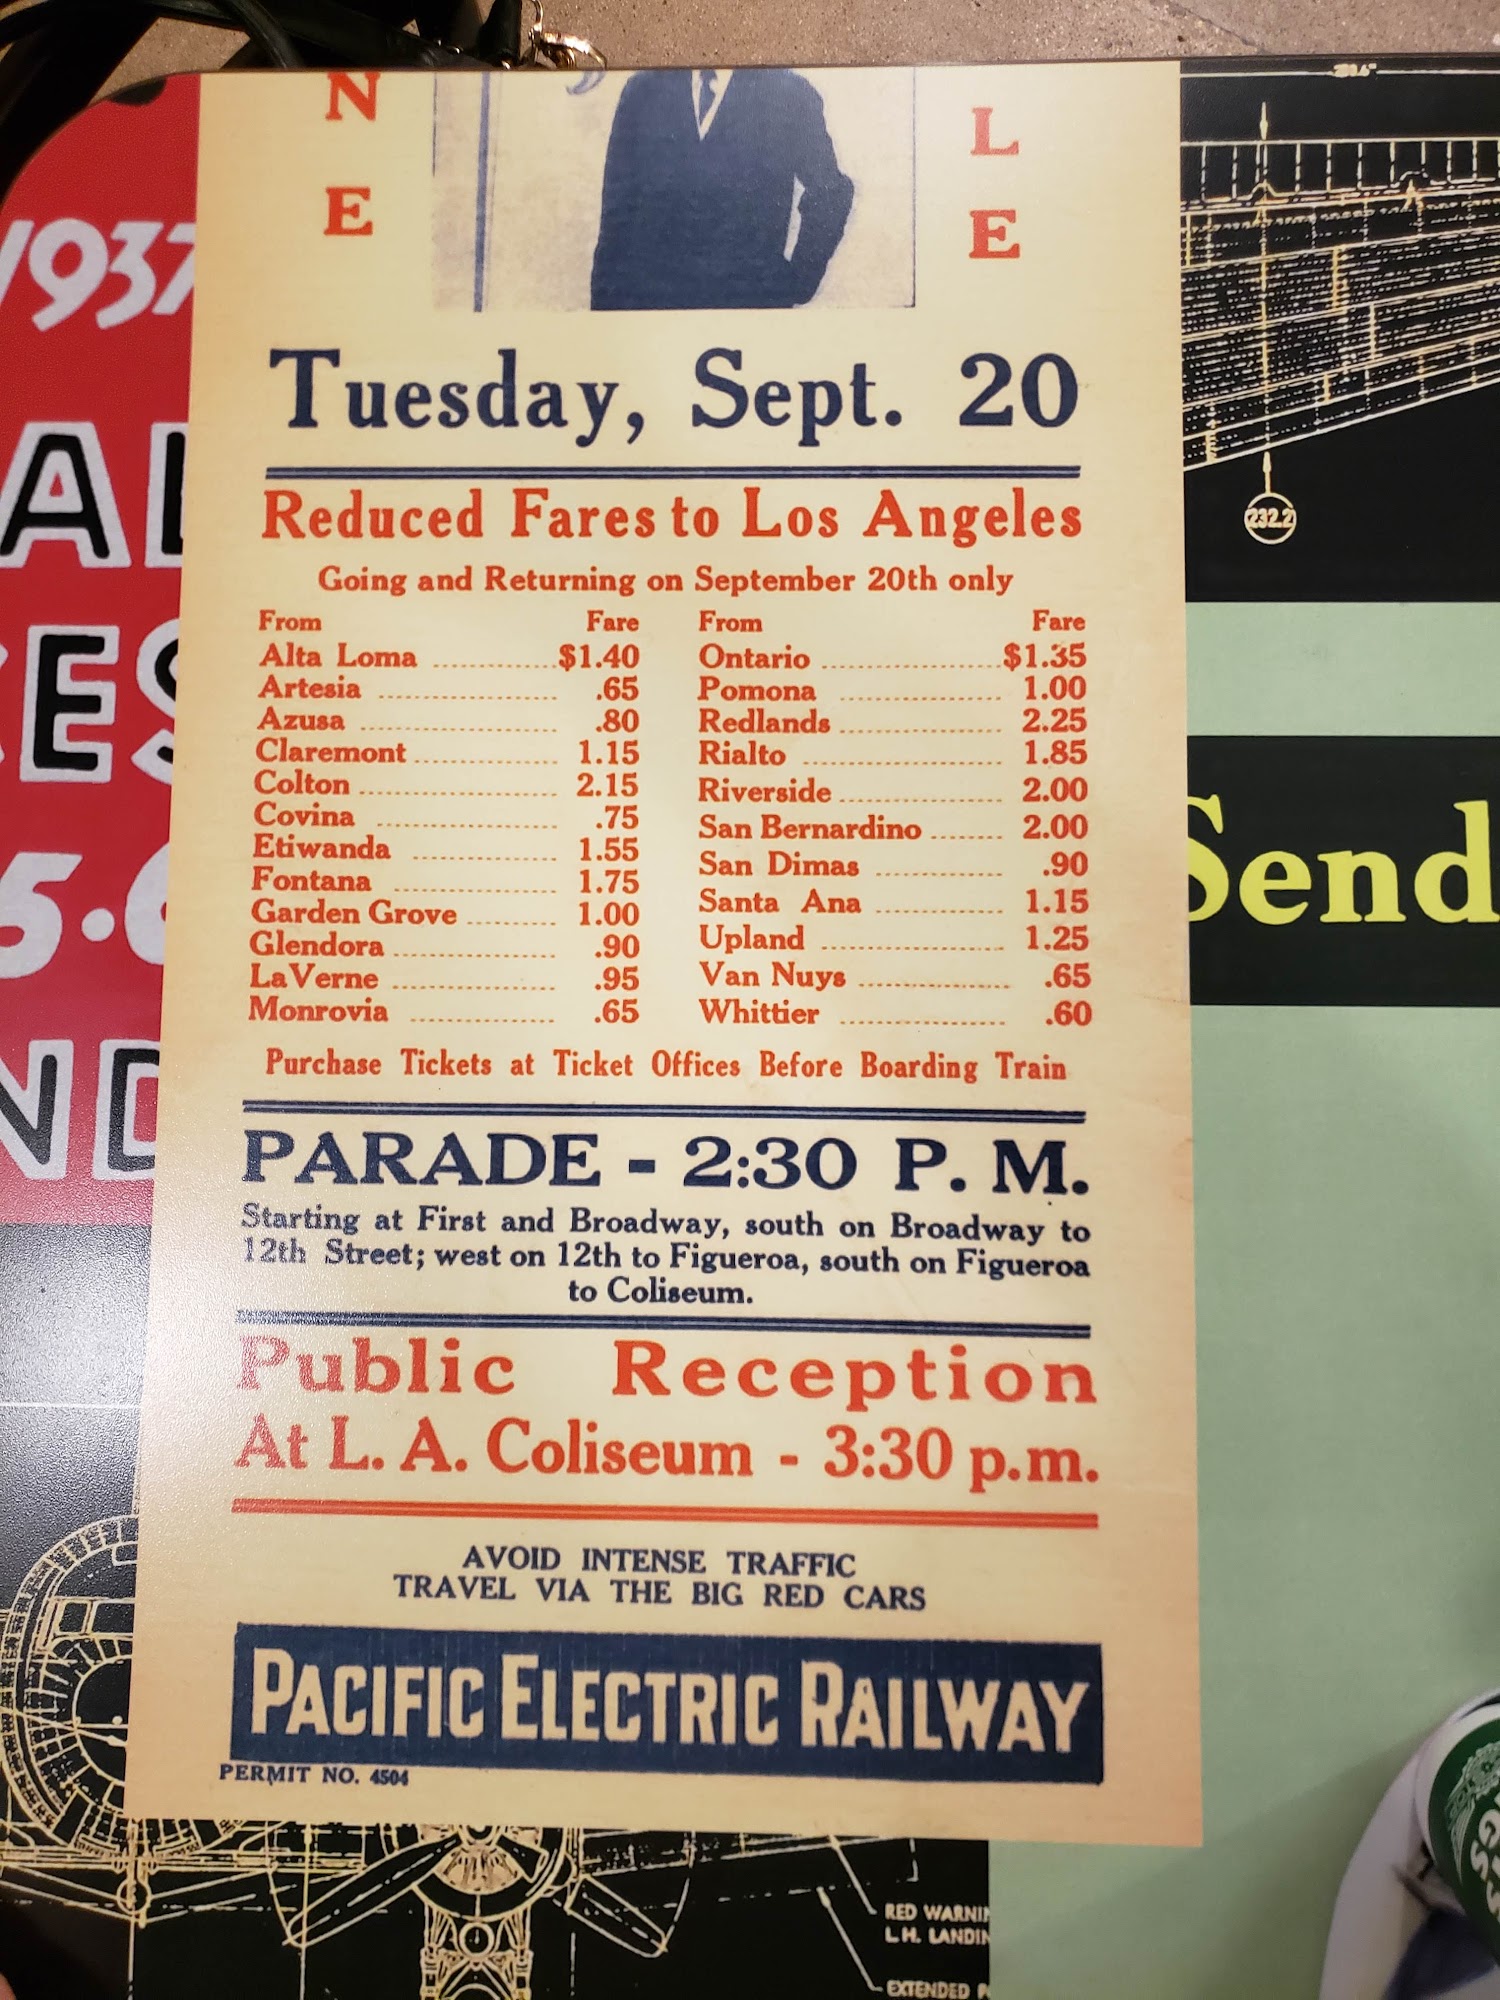 N
L
E
E
Tuesday, Sept. 20
Reduced Fares to Los Angeles
Going and Returning on September 20th only
From Fare
Alta Loma ........ $1.40
Artesia ........ .65
Azusa ........ .80
Claremont ........ 1.15
Colton ........ 2.15
Covina ........ .75
Etiwanda ........ 1.55
Fontana ........ 1.75
Garden Grove ........ 1.00
Glendora ........ .90
LaVerne ........ .95
Monrovia ........ .65
From Fare
Ontario ........ $1.35
Pomona ........ 1.00
Redlands ........ 2.25
Rialto ........ 1.85
Riverside ........ 2.00
San Bernardino ........ 2.00
San Dimas ........ .90
Santa Ana ........ 1.15
Upland ........ 1.25
Van Nuys ........ .65
Whittier ........ .60
Purchase Tickets at Ticket Offices Before Boarding Train
PARADE - 2:30 P. M.
Starting at First and Broadway, south on Broadway to
12th Street; west on 12th to Figueroa, south on Figueroa
to Coliseum.
Public Reception
At L. A. Coliseum - 3:30 p.m.
AVOID INTENSE TRAFFIC
TRAVEL VIA THE BIG RED CARS
PACIFIC ELECTRIC RAILWAY
PERMIT NO. 4504
1937
232.2
Send
RED WARNIN
L.H. LANDIN
EXTENDED